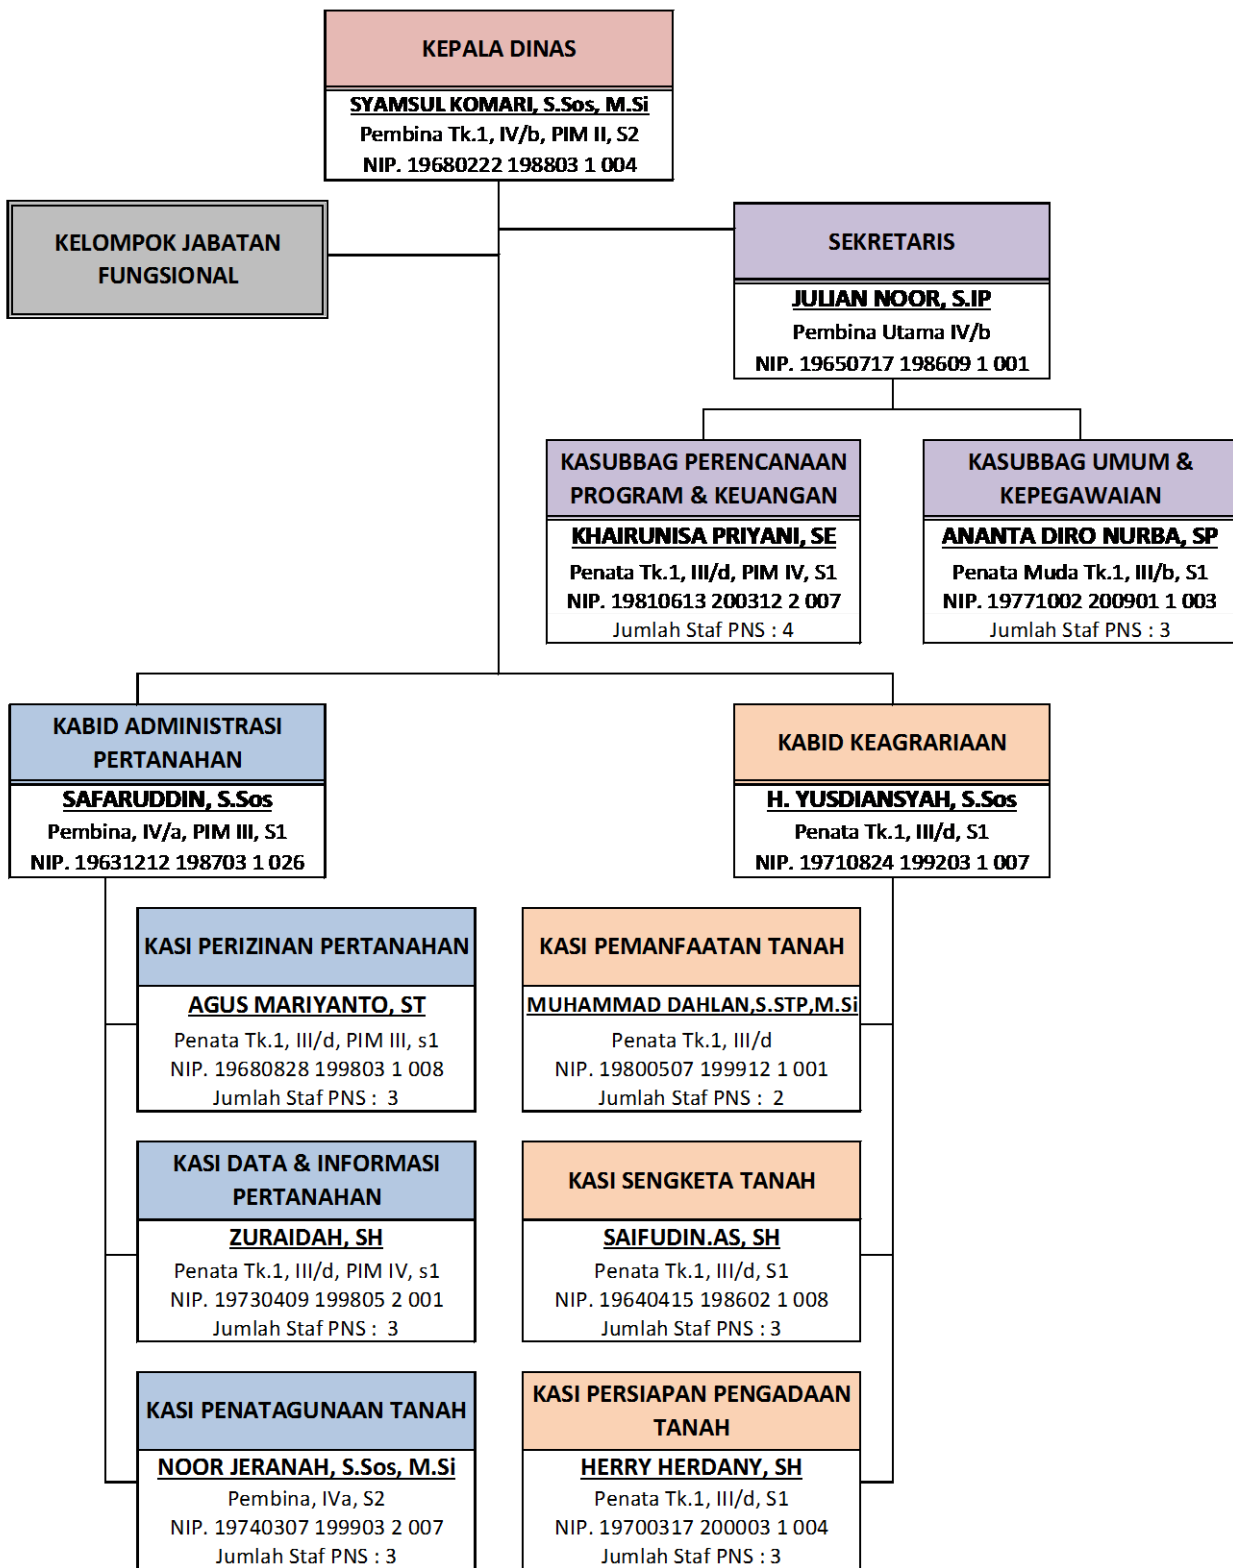 KEPALA DINAS
SYAMSUL KOMARI, S.Sos, M.Si
Pembina Tk.1, IV/b, PIM II, S2
NIP. 19680222 198803 1 004
KELOMPOK JABATAN
FUNGSIONAL
SEKRETARIS
JULIAN NOOR, S.IP
Pembina Utama IV/b
NIP. 19650717 198609 1 001
KASUBBAG PERENCANAAN
PROGRAM & KEUANGAN
KHAIRUNISA PRIYANI, SE
Penata Tk.1, III/d, PIM IV, S1
NIP. 19810613 200312 2 007
Jumlah Staf PNS : 4
KASUBBAG UMUM &
KEPEGAWAIAN
ANANTA DIRO NURBA, SP
Penata Muda Tk.1, III/b, S1
NIP. 19771002 200901 1 003
Jumlah Staf PNS : 3
KABID ADMINISTRASI
PERTANAHAN
SAFARUDDIN, S.Sos
Pembina, IV/a, PIM III, S1
NIP. 19631212 198703 1 026
KABID KEAGRARIAAN
H. YUSDIANSYAH, S.Sos
Penata Tk.1, III/d, S1
NIP. 19710824 199203 1 007
KASI PERIZINAN PERTANAHAN
AGUS MARIYANTO, ST
Penata Tk.1, III/d, PIM III, s1
NIP. 19680828 199803 1 008
Jumlah Staf PNS : 3
KASI PEMANFAATAN TANAH
MUHAMMAD DAHLAN,S.STP,M.Si
Penata Tk.1, III/d
NIP. 19800507 199912 1 001
Jumlah Staf PNS : 2
KASI DATA & INFORMASI
PERTANAHAN
ZURAIDAH, SH
Penata Tk.1, III/d, PIM IV, s1
NIP. 19730409 199805 2 001
Jumlah Staf PNS : 3
KASI SENGKETA TANAH
SAIFUDIN.AS, SH
Penata Tk.1, III/d, S1
NIP. 19640415 198602 1 008
Jumlah Staf PNS : 3
KASI PENATAGUNAAN TANAH
NOOR JERANAH, S.Sos, M.Si
Pembina, IVa, S2
NIP. 19740307 199903 2 007
Jumlah Staf PNS : 3
KASI PERSIAPAN PENGADAAN
TANAH
HERRY HERDANY, SH
Penata Tk.1, III/d, S1
NIP. 19700317 200003 1 004
Jumlah Staf PNS : 3